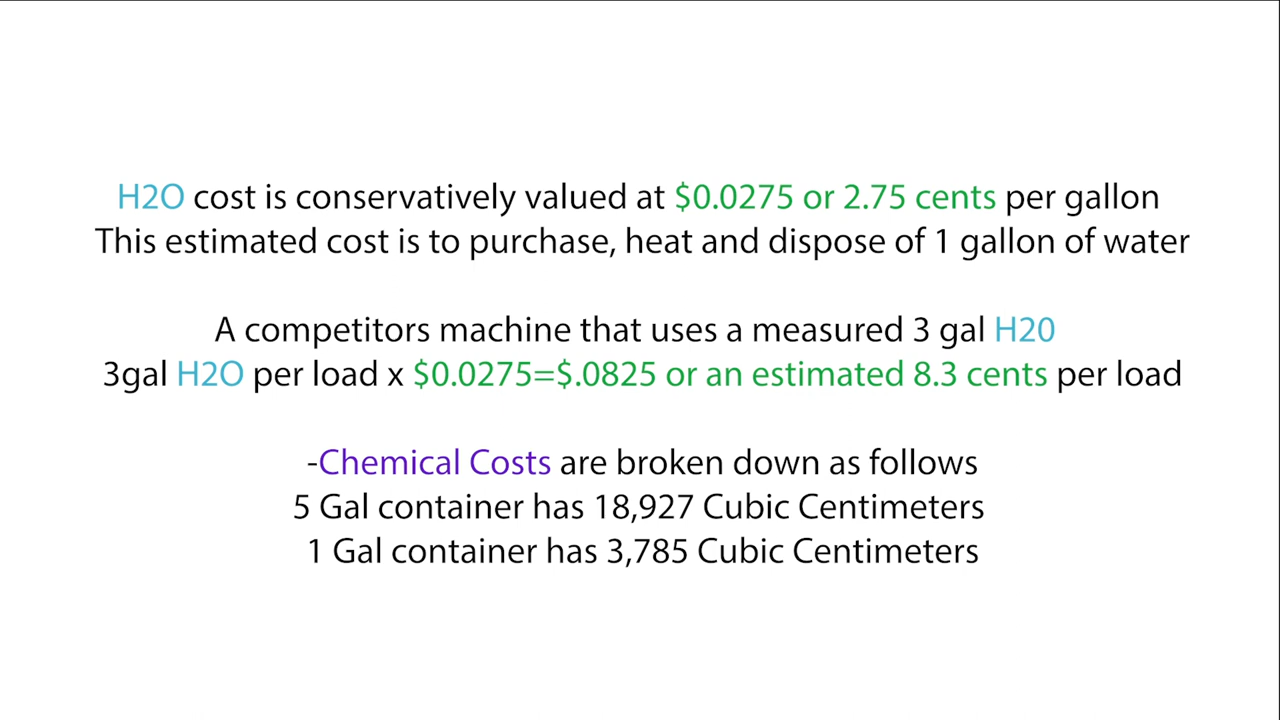 H2O cost is conservatively valued at $0.0275 or 2.75 cents per gallon
This estimated cost is to purchase, heat and dispose of 1 gallon of water
A competitors machine that uses a measured 3 gal H20
3gal H2O per load x $0.0275=$.0825 or an estimated 8.3 cents per load
-Chemical Costs are broken down as follows
5 Gal container has 18,927 Cubic Centimeters
1 Gal container has 3,785 Cubic Centimeters